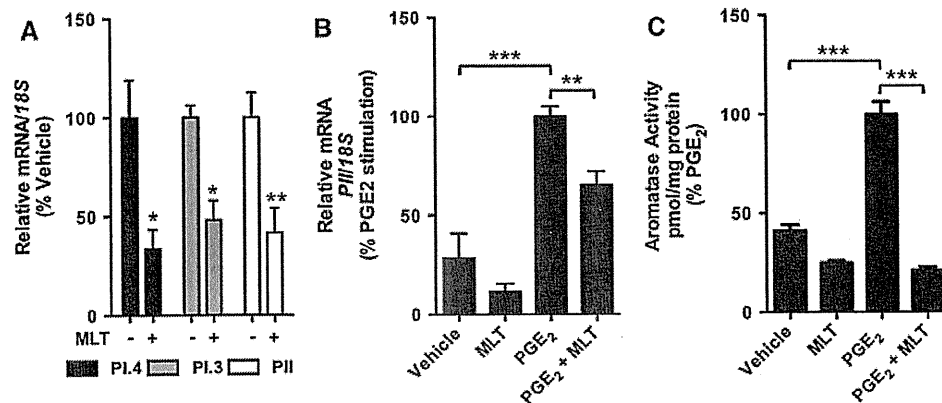 A
Relative mRNA/18S
(% Vehicle)
150
100
50
0
*
*
**
MLT - + - + - +
PI.4 PI.3 PII
B
Relative mRNA
PII/18S
(% PGE2 stimulation)
150
100
50
0
***
**
Vehicle
MLT
PGE2
PGE2 + MLT
C
Aromatase Activity
pmol/mg protein
(% PGE2)
150
100
50
0
***
***
Vehicle
MLT
PGE2
PGE2 + MLT